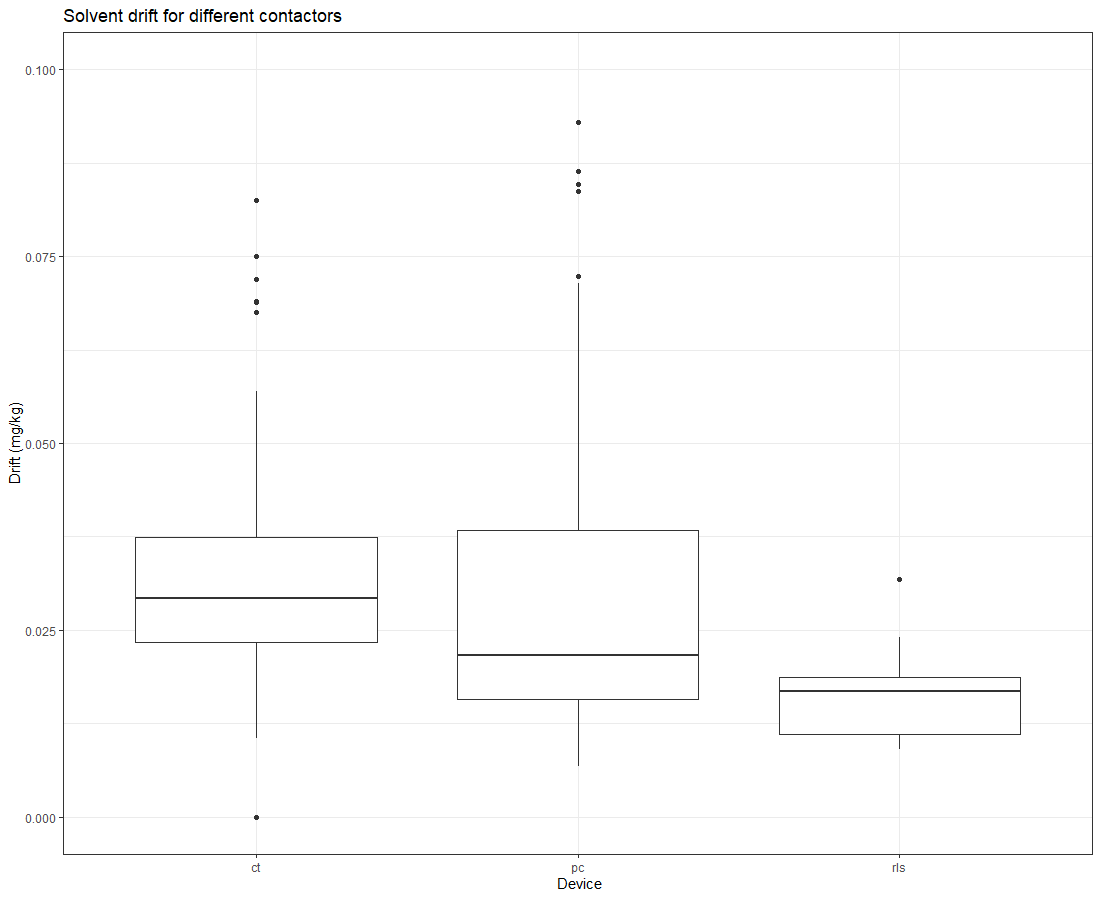 Solvent drift for different contactors
0.100
0.075
0.050
0.025
0.000
Drift (mg/kg)
ct pc rls
Device